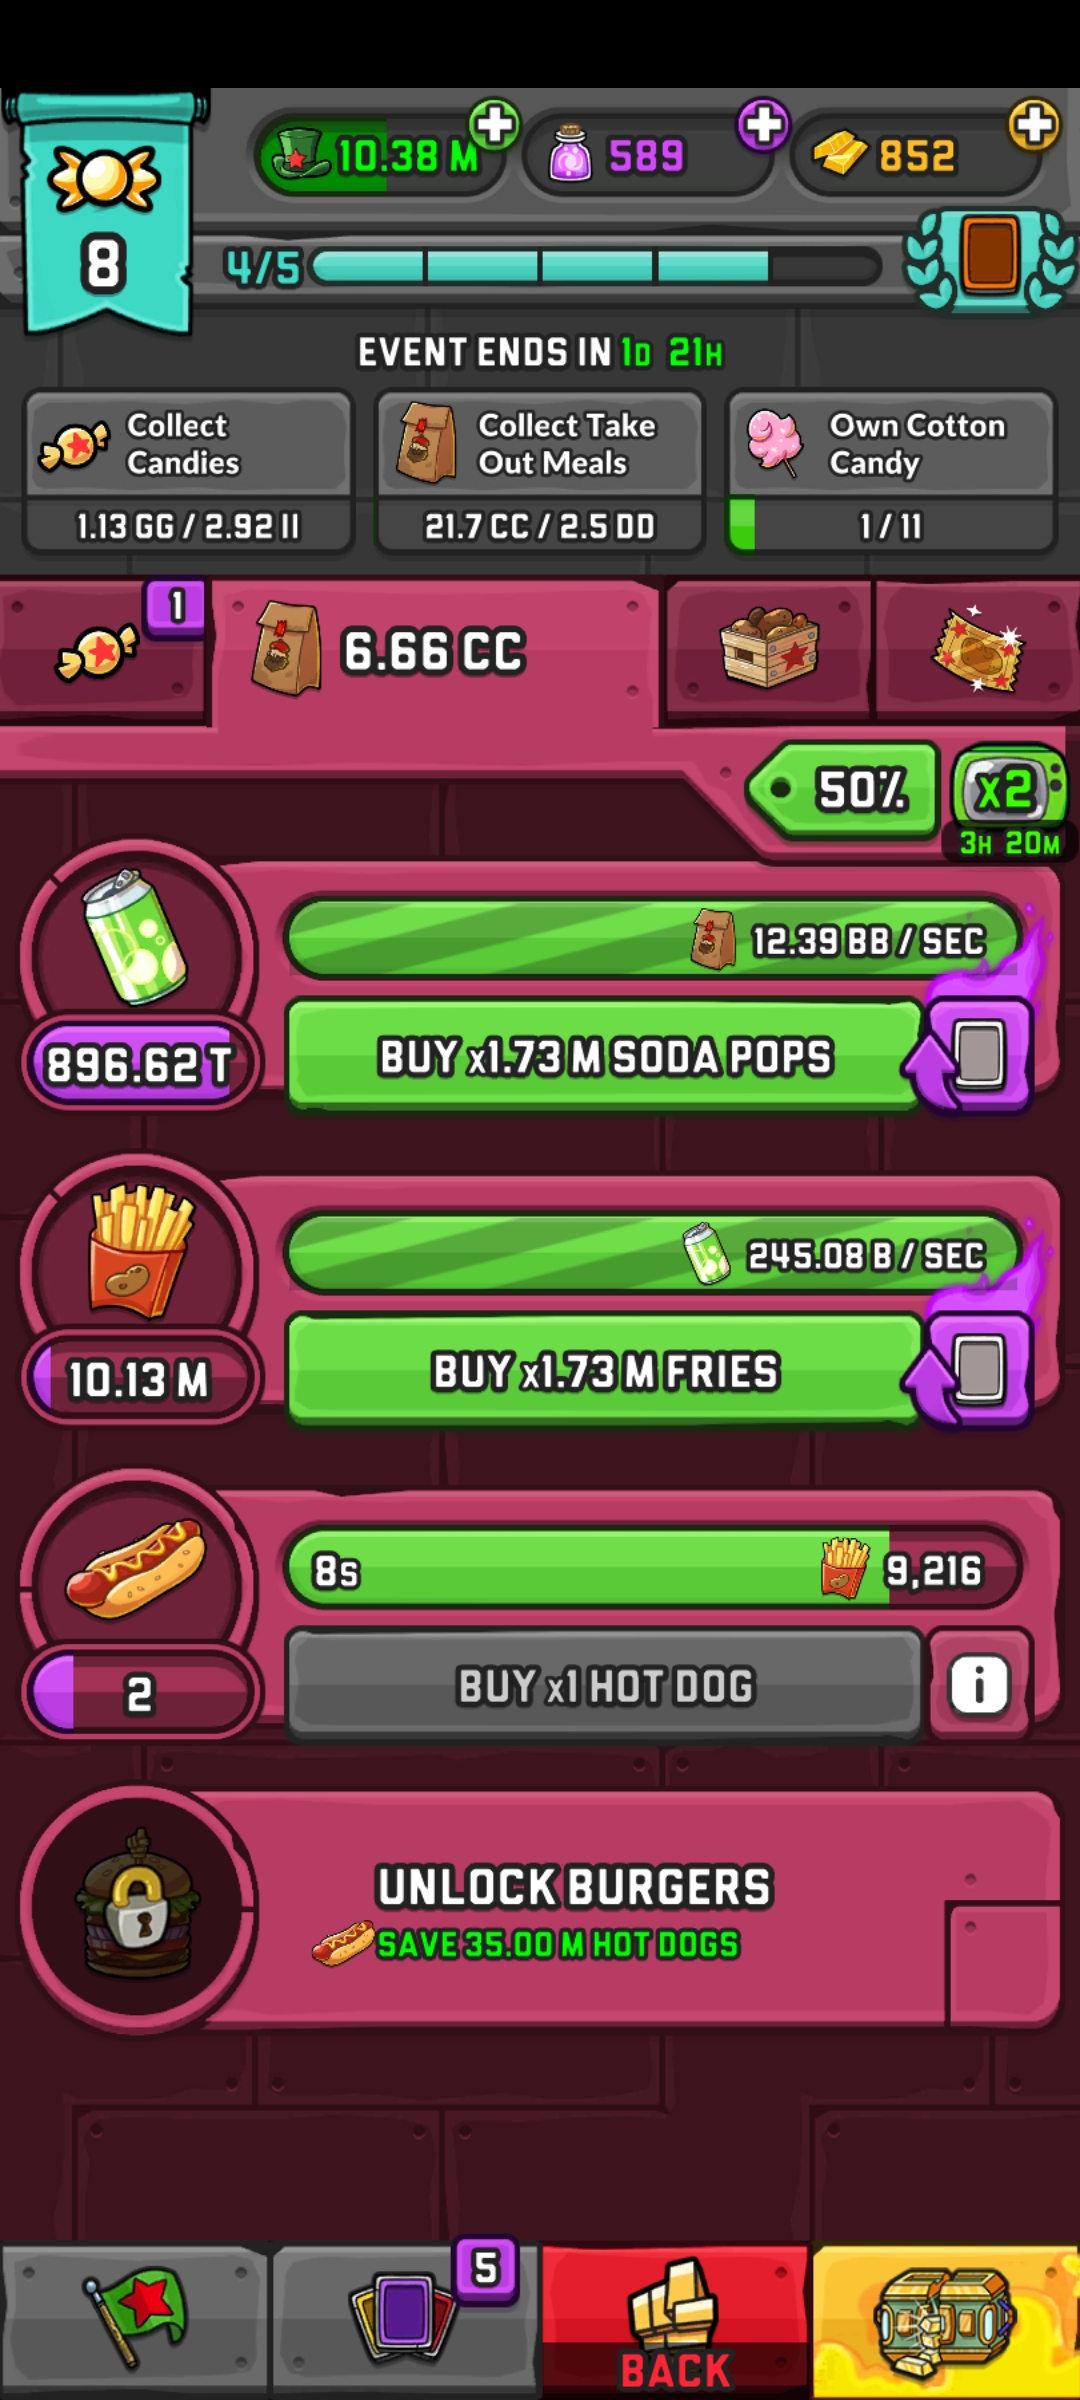 10.38 M
589
852
8
4/5
EVENT ENDS IN 1D 21H
Collect
Candies
1.13 GG / 2.92 II
Collect Take
Out Meals
21.7 CC / 2.5 DD
Own Cotton
Candy
1 / 11
1
6.66 CC
50%
x2
3H 20M
12.39 BB / SEC
896.62 T
BUY x1.73 M SODA POPS
245.08 B / SEC
10.13 M
BUY x1.73 M FRIES
8s
9,216
2
BUY x1 HOT DOG
i
UNLOCK BURGERS
SAVE 35.00 M HOT DOGS
5
BACK